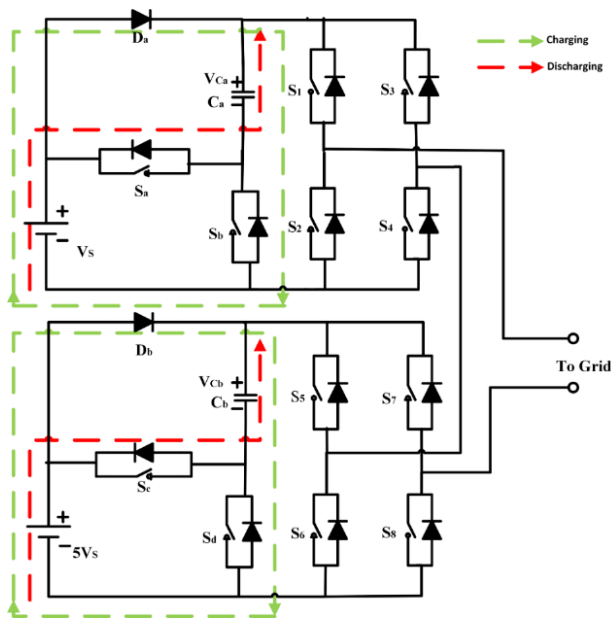 Da
Charging
Discharging
VCa +
Ca −
S1
S3
Sa
+
−
VS
Sb
S2
S4
Db
To Grid
VCb +
Cb −
S5
S7
Sc
+
−
5VS
Sd
S6
S8